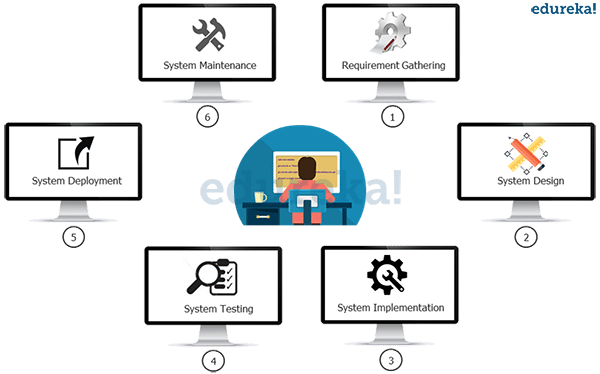 edureka!
System Maintenance
Requirement Gathering
6
1
System Deployment
System Design
edureka!
5
2
System Testing
System Implementation
4
3